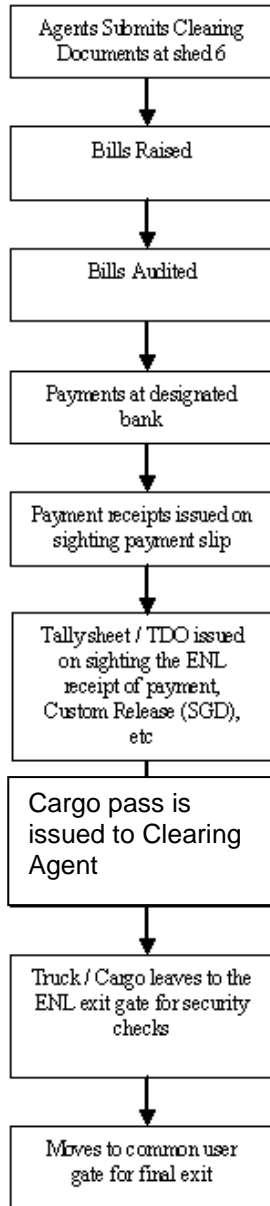 Agents Submits Clearing
Documents at shed 6
Bills Raised
Bills Audited
Payments at designated
bank
Payment receipts issued on
sighting payment slip
Tallysheet / TDO issued
on sighting the ENL
receipt of payment,
Custom Release (SGD),
etc
Cargo pass is
issued to Clearing
Agent
Truck / Cargo leaves to the
ENL exit gate for security
checks
Moves to common user
gate for final exit